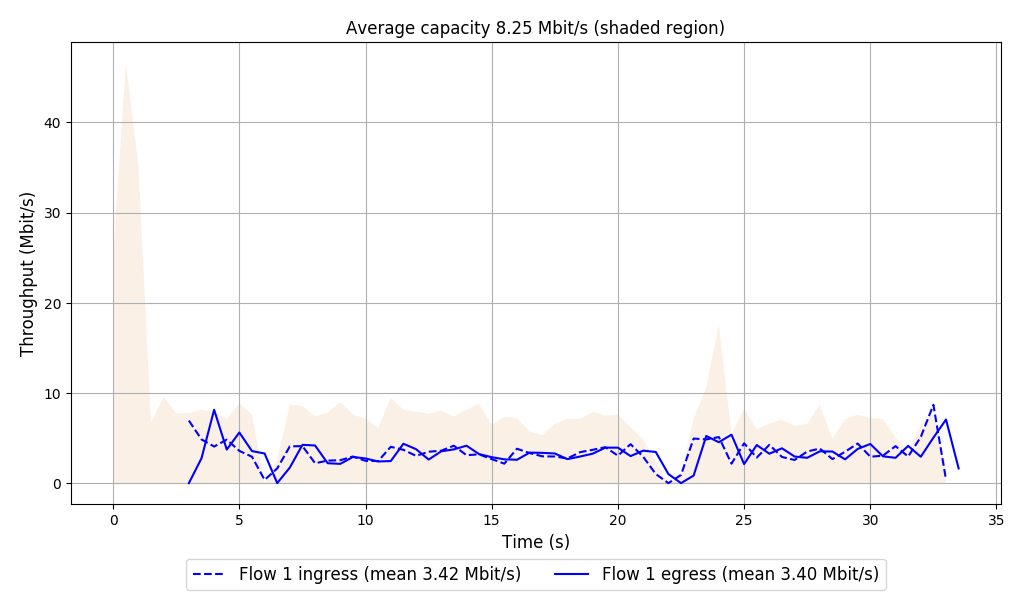 Average capacity 8.25 Mbit/s (shaded region)
Throughput (Mbit/s)
40
30
20
10
0
0 5 10 15 20 25 30 35
Time (s)
Flow 1 ingress (mean 3.42 Mbit/s) Flow 1 egress (mean 3.40 Mbit/s)